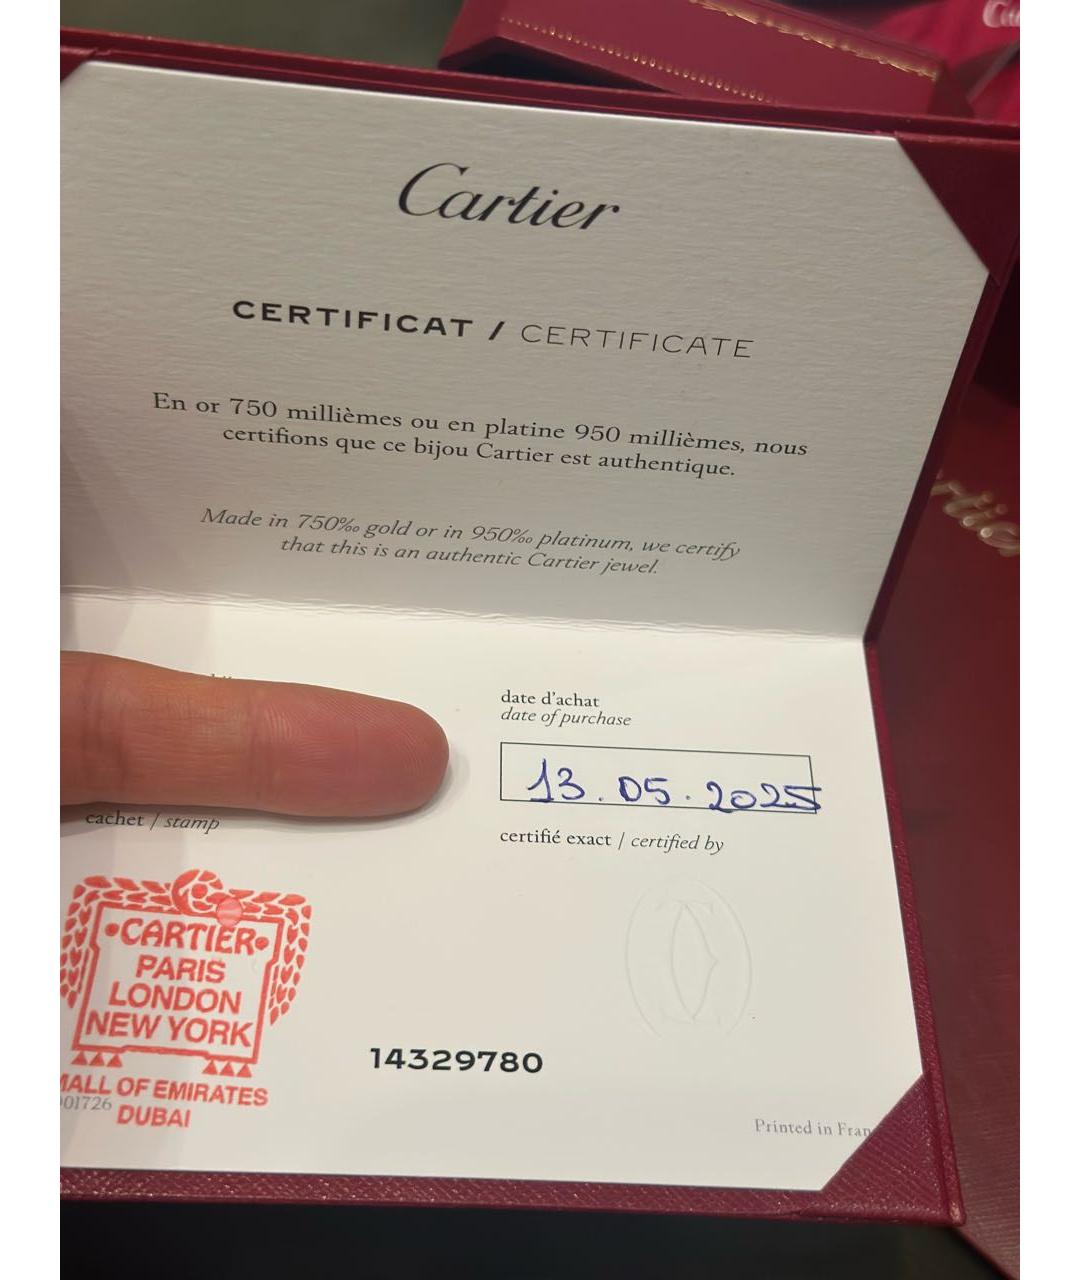 Cartier
CERTIFICAT / CERTIFICATE
En or 750 millièmes ou en platine 950 millièmes, nous
certifions que ce bijou Cartier est authentique.
Made in 750‰ gold or in 950‰ platinum, we certify
that this is an authentic Cartier jewel.
date d'achat
date of purchase
13.05.2025
cachet / stamp
certifié exact / certified by
•CARTIER•
PARIS
LONDON
NEW YORK
MALL OF EMIRATES
DUBAI
14329780
Printed in